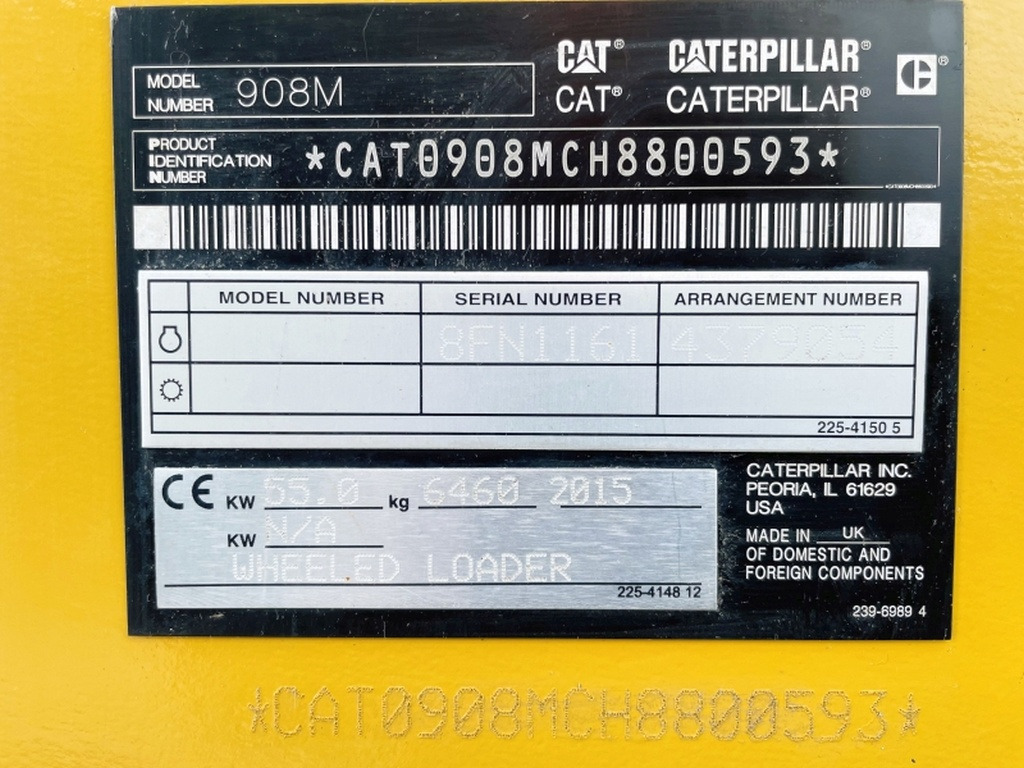 MODEL NUMBER 908M
CAT® CATERPILLAR®
CAT® CATERPILLAR®
PRODUCT IDENTIFICATION NUMBER *CAT0908MCH8800593*
*CAT0908MCH8800593*
MODEL NUMBER SERIAL NUMBER ARRANGEMENT NUMBER
8FN1161 4379054
225-4150 5
CE KW 55.0 kg 6460 2015
KW N/A
WHEELED LOADER
225-4148 12
CATERPILLAR INC.
PEORIA, IL 61629
USA
MADE IN UK
OF DOMESTIC AND
FOREIGN COMPONENTS
239-6989 4
*CAT0908MCH8800593*